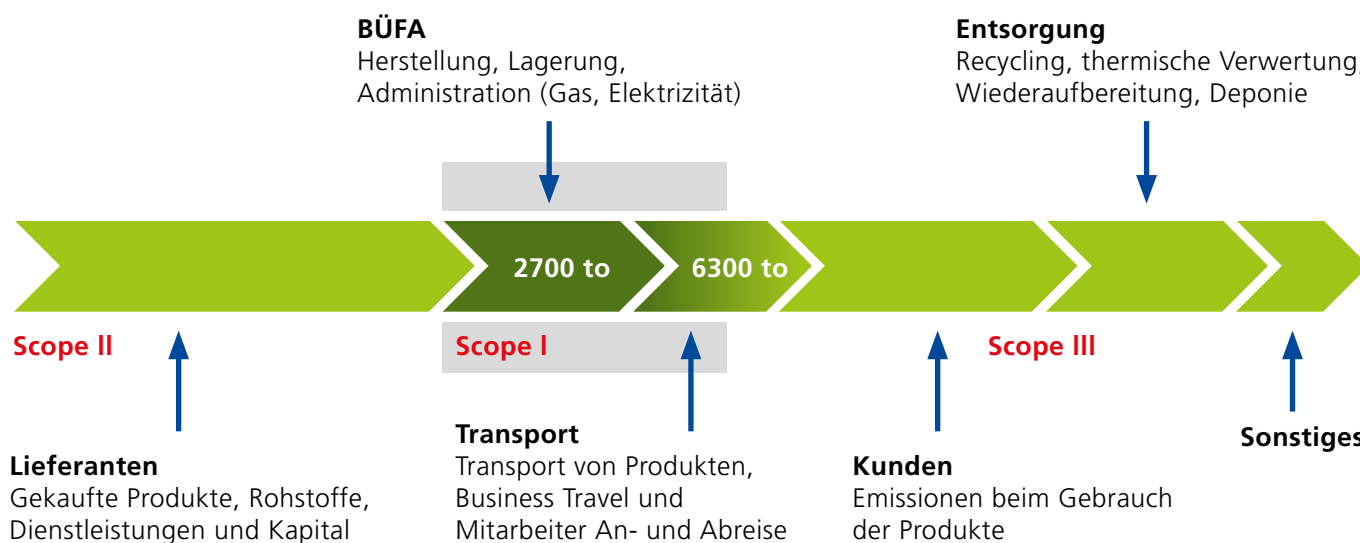 BÜFA
Herstellung, Lagerung,
Administration (Gas, Elektrizität)
Entsorgung
Recycling, thermische Verwertung,
Wiederaufbereitung, Deponie
2700 to
6300 to
Scope II
Scope I
Scope III
Lieferanten
Gekaufte Produkte, Rohstoffe,
Dienstleistungen und Kapital
Transport
Transport von Produkten,
Business Travel und
Mitarbeiter An- und Abreise
Kunden
Emissionen beim Gebrauch
der Produkte
Sonstiges